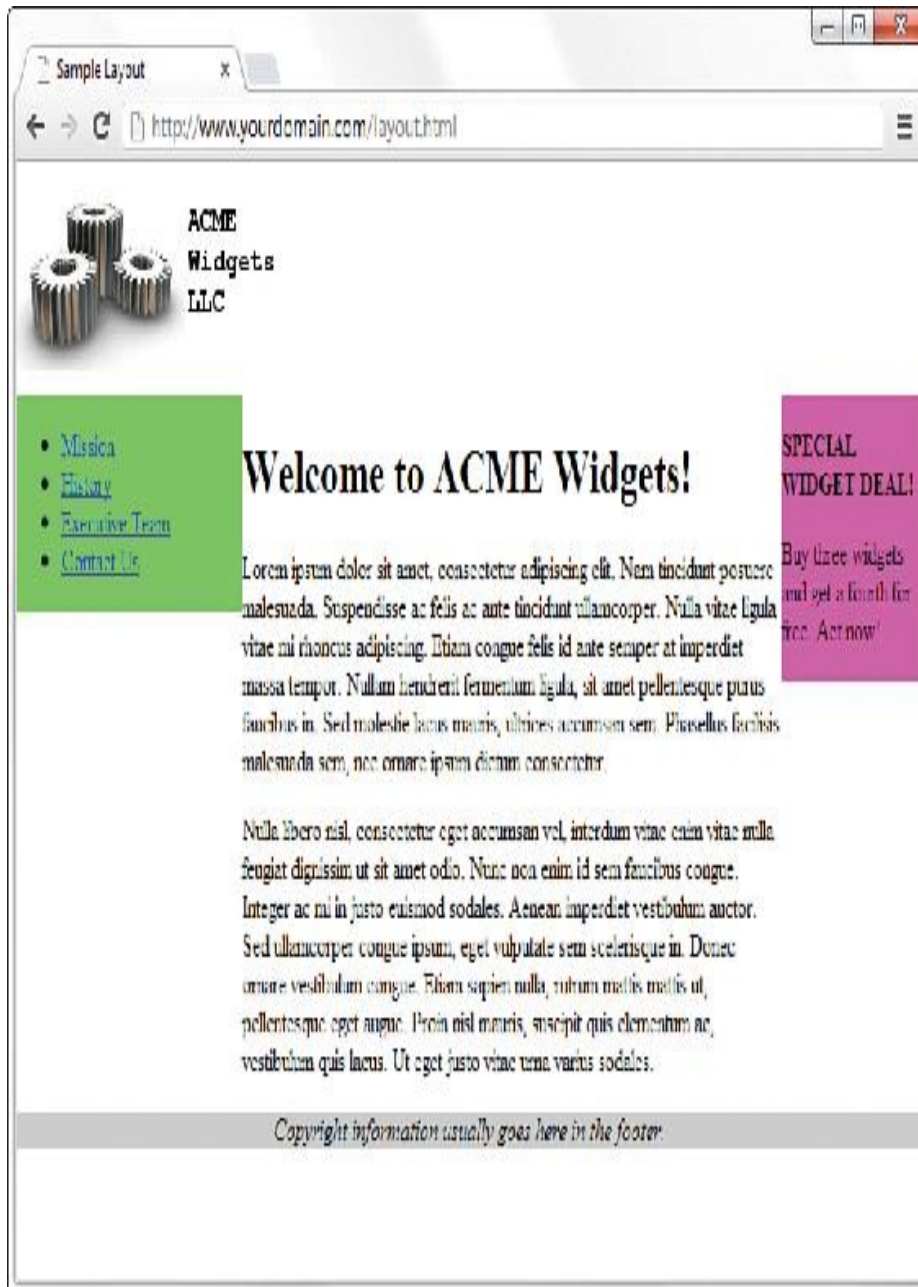 Sample Layout
http://www.yourdomain.com/layout.html
ACME
Widgets
LLC
Mission
History
Executive Team
Contact Us
Welcome to ACME Widgets!
Lorem ipsum dolor sit amet, consectetur adipiscing elit. Nam tincidunt posuere
malesuada. Suspendisse ac felis ac ante tincidunt ullamcorper. Nulla vitae ligula
vitae mi rhoncus adipiscing. Etiam congue felis id ante semper at imperdiet
massa tempor. Nullam hendrerit fermentum ligula, sit amet pellentesque purus
faucibus in. Sed molestie lacus mauris, ultrices accumsan sem. Phasellus facilisis
malesuada sem, nec ornare ipsum dictum consectetur.
Nulla libero nisl, consectetur eget accumsan vel, interdum vitae enim vitae nulla
feugiat dignissim ut sit amet odio. Nunc non enim id sem faucibus congue.
Integer ac mi in justo euismod sodales. Aenean imperdiet vestibulum auctor.
Sed ullamcorper congue ipsum, eget vulputate sem scelerisque in. Donec
ornare vestibulum congue. Etiam sapien nulla, rutrum mattis mattis ut,
pellentesque eget augue. Proin nisl mauris, suscipit quis elementum ac,
vestibulum quis lacus. Ut eget justo vitae urna varius sodales.
SPECIAL
WIDGET DEAL!
Buy three widgets
and get a fourth for
free. Act now!
Copyright information usually goes here in the footer.